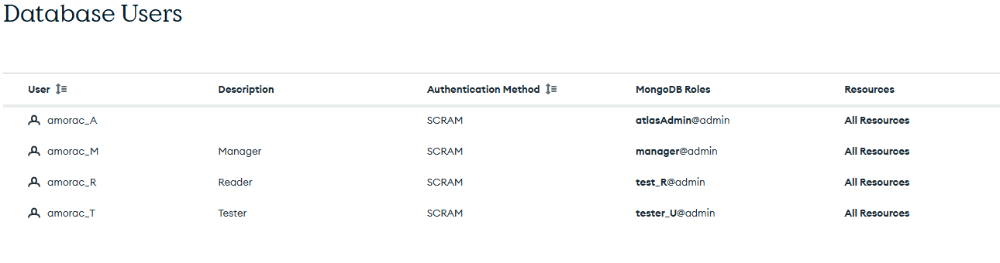 Database Users
User Description Authentication Method MongoDB Roles Resources
amorac_A SCRAM atlasAdmin@admin All Resources
amorac_M Manager SCRAM manager@admin All Resources
amorac_R Reader SCRAM test_R@admin All Resources
amorac_T Tester SCRAM tester_U@admin All Resources